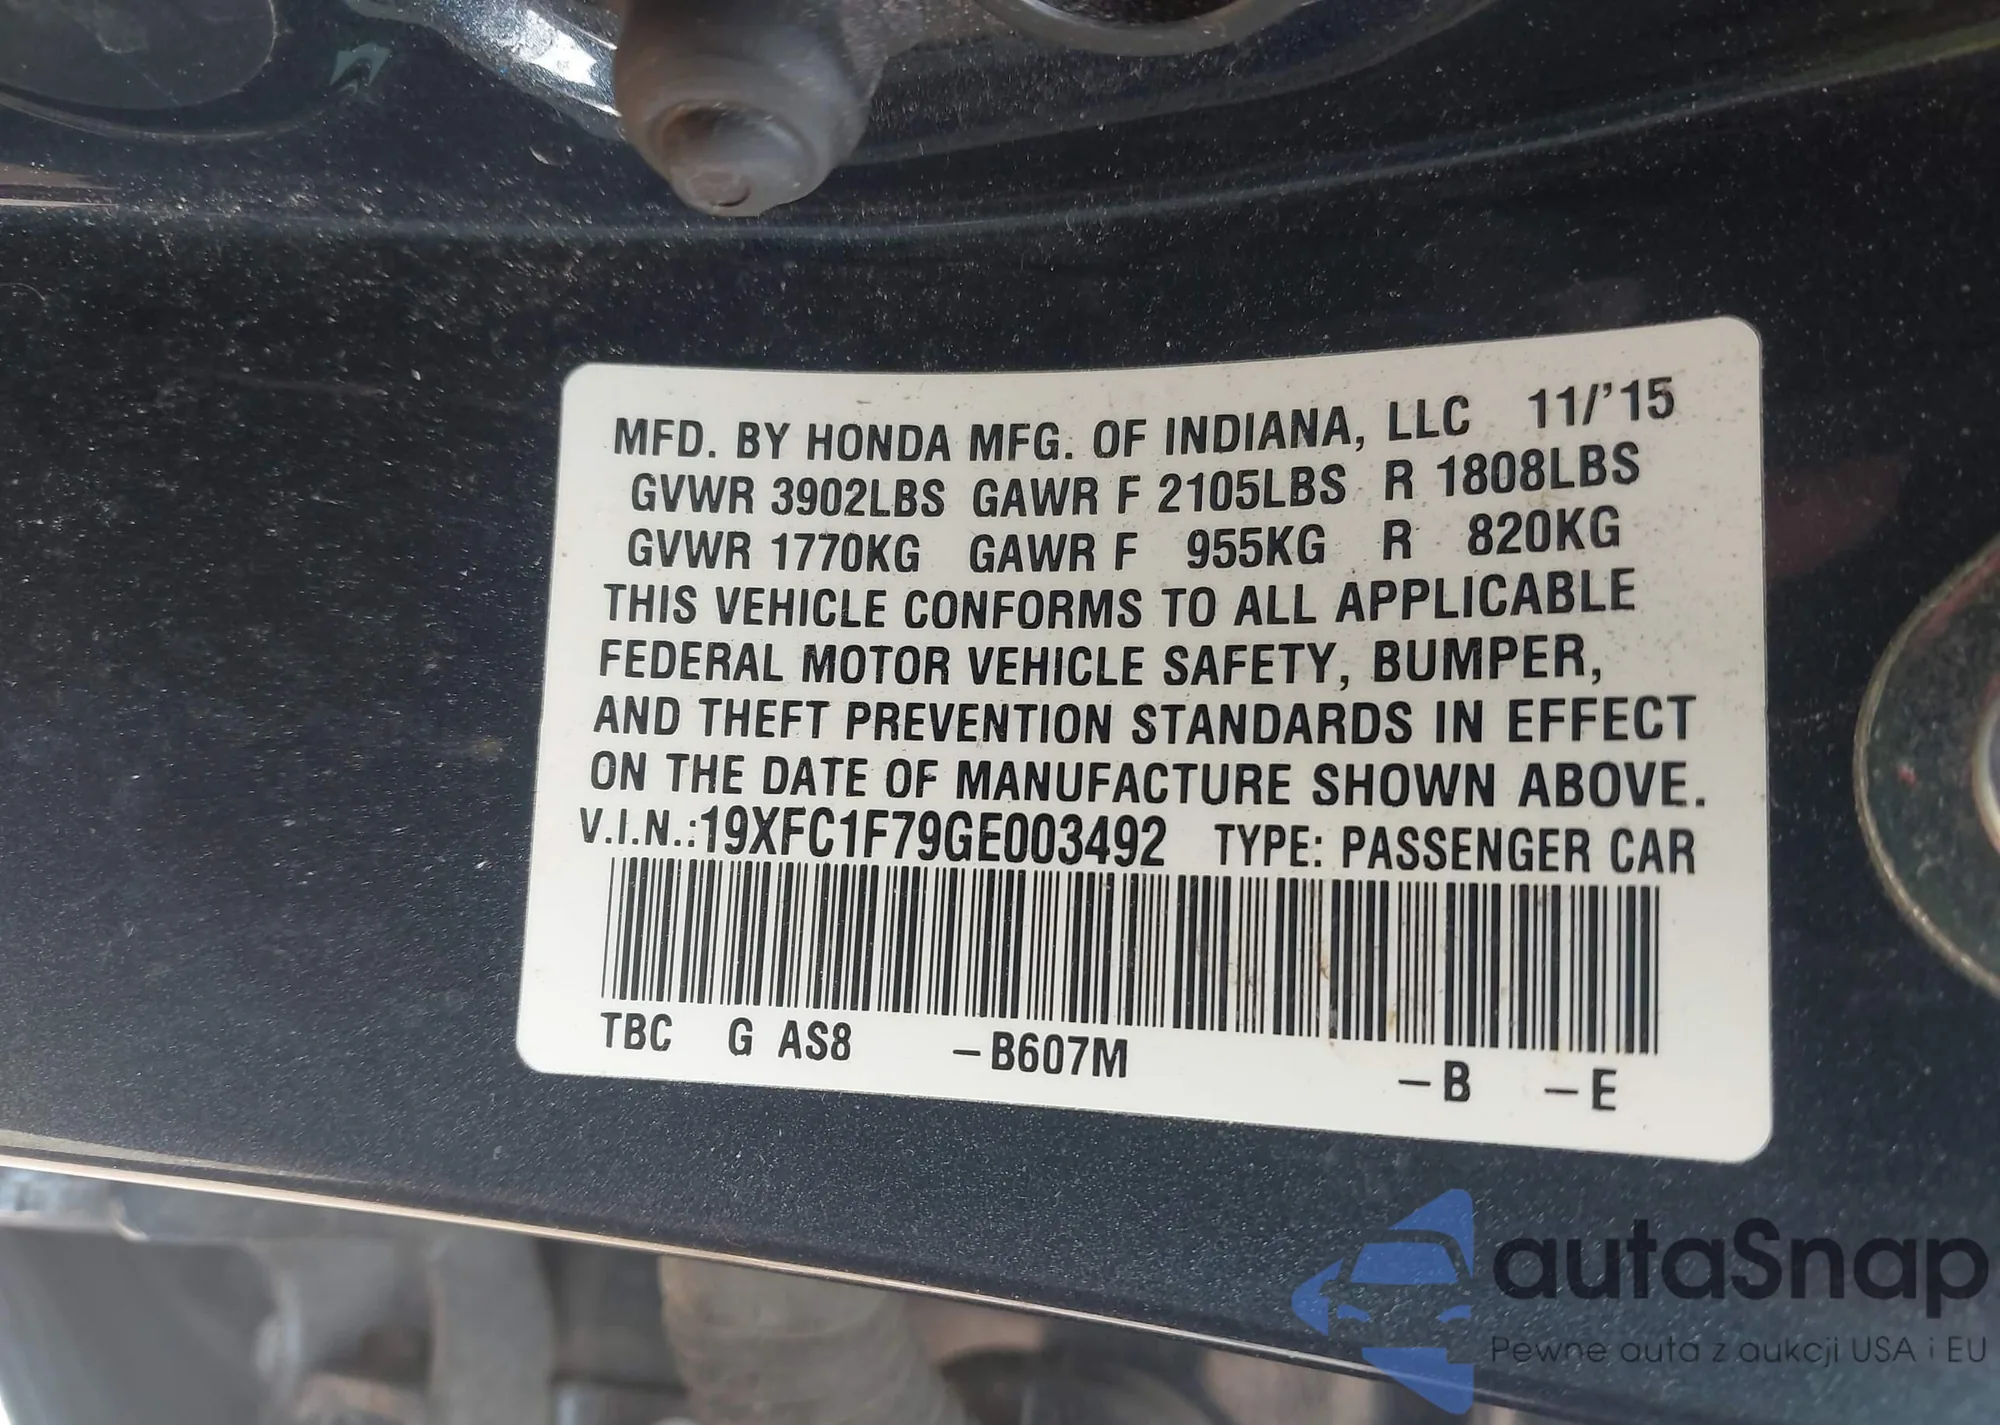 MFD. BY HONDA MFG. OF INDIANA, LLC 11/'15
GVWR 3902LBS GAWR F 2105LBS R 1808LBS
GVWR 1770KG GAWR F 955KG R 820KG
THIS VEHICLE CONFORMS TO ALL APPLICABLE
FEDERAL MOTOR VEHICLE SAFETY, BUMPER,
AND THEFT PREVENTION STANDARDS IN EFFECT
ON THE DATE OF MANUFACTURE SHOWN ABOVE.
V.I.N.:19XFC1F79GE003492 TYPE: PASSENGER CAR
TBC G AS8 –B607M –B –E
autaSnap
Pewne auta z aukcji USA i EU